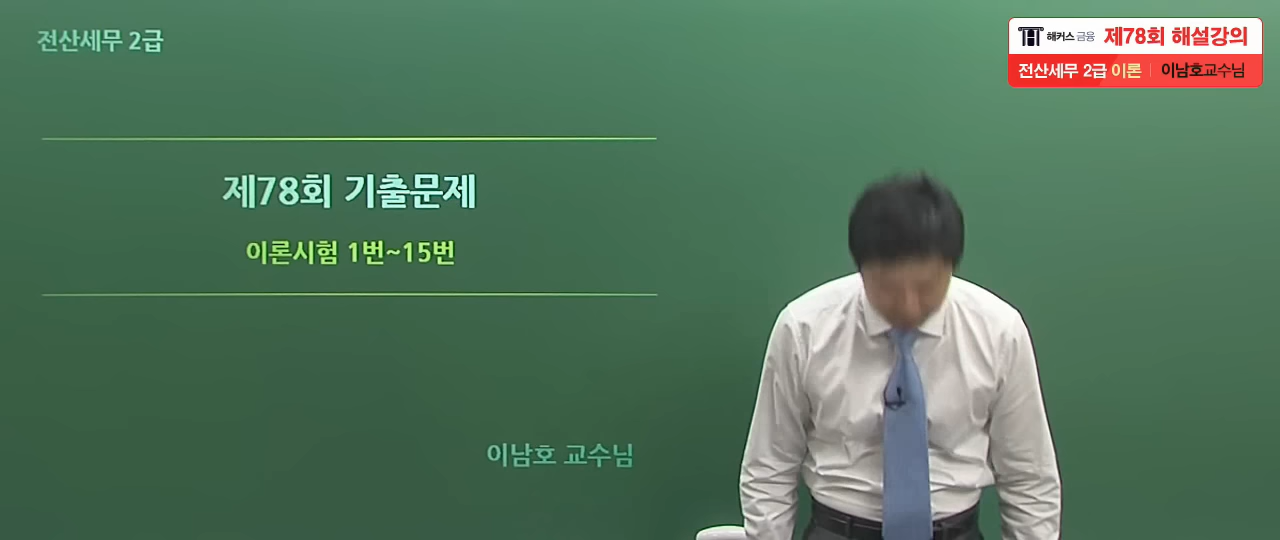 전산세무 2급
해커스 금융 제78회 해설강의
전산세무 2급 이론 이남호교수님
제78회 기출문제
이론시험 1번~15번
이남호 교수님